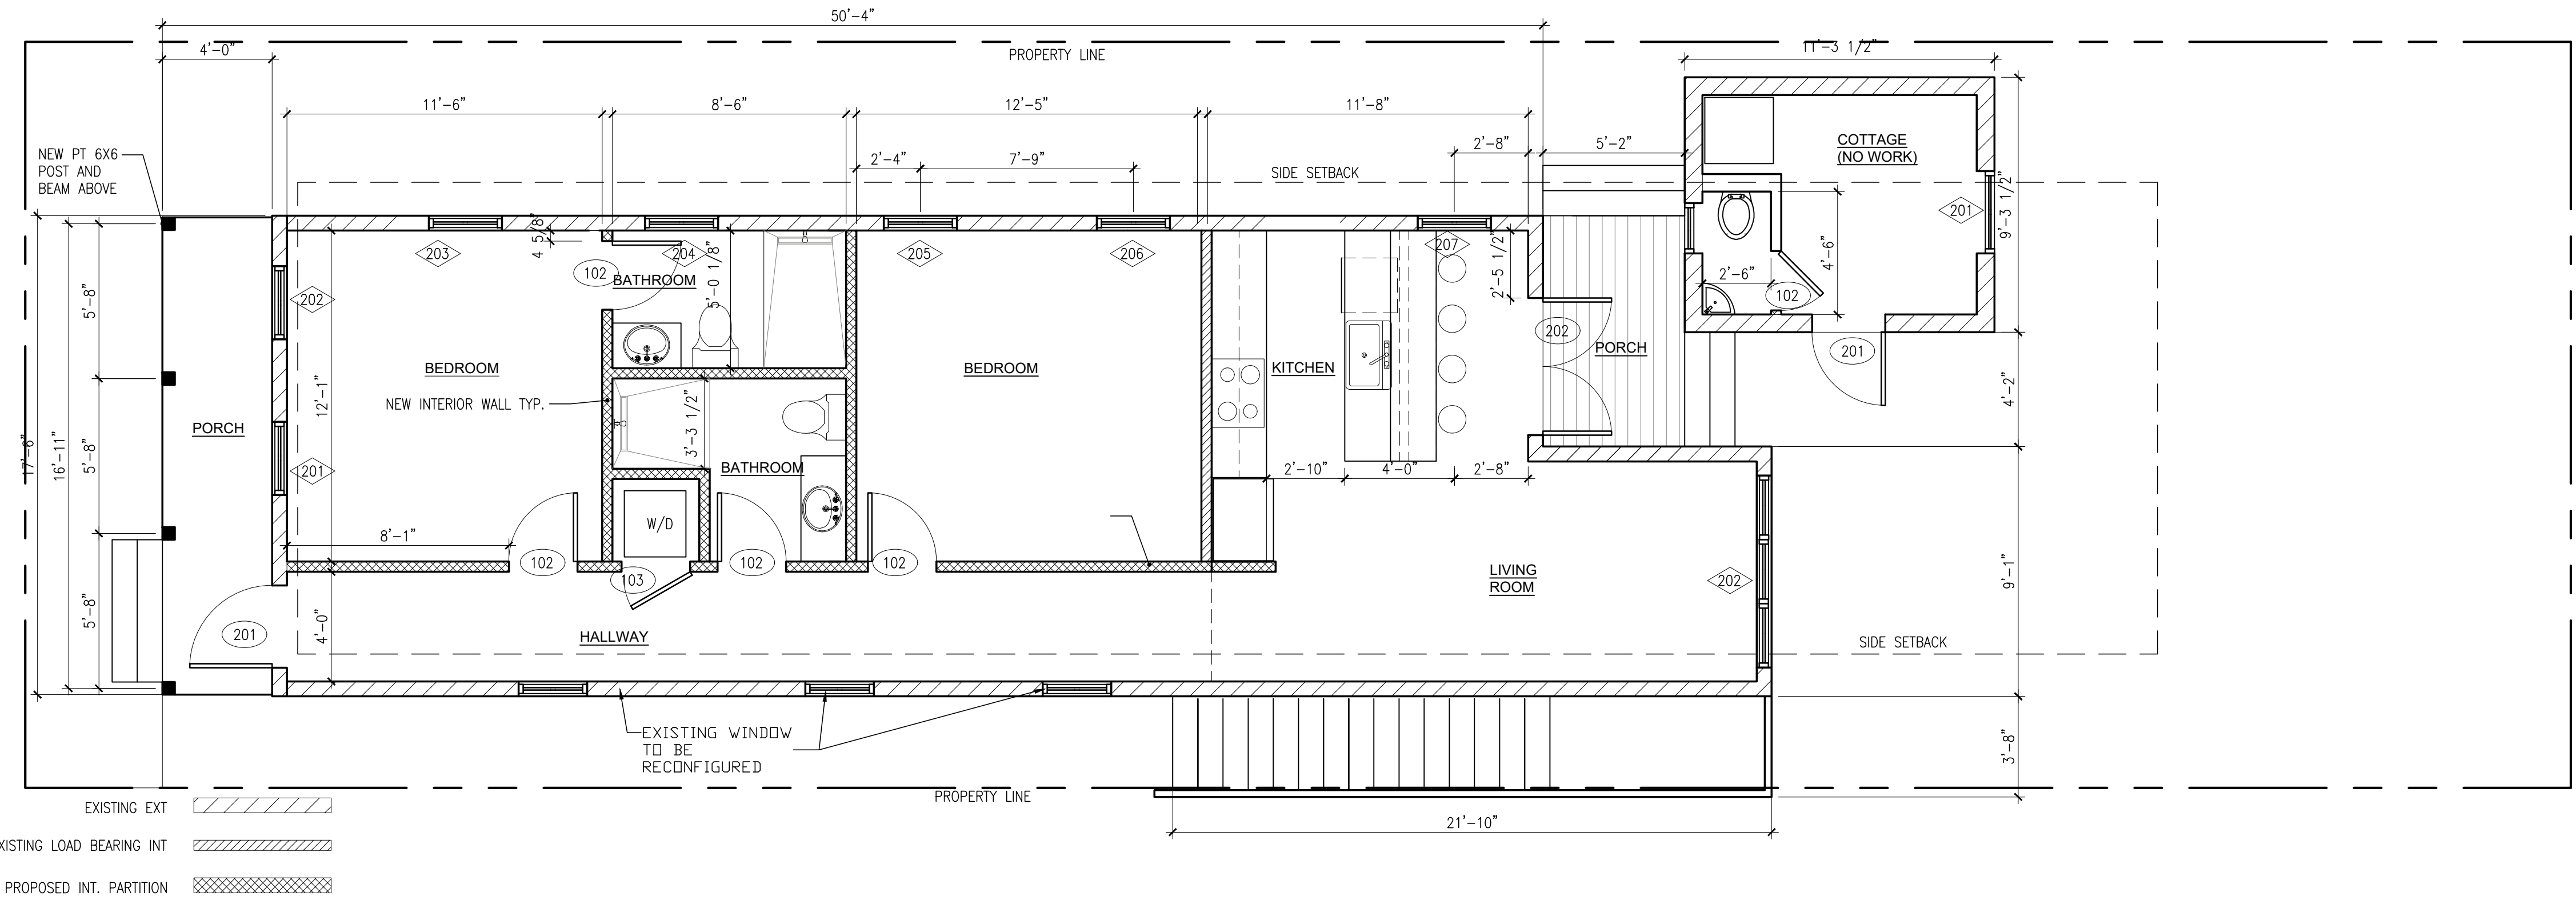 50'-4"
4'-0"
PROPERTY LINE
11'-3 1/2"
11'-6"
8'-6"
12'-5"
11'-8"
NEW PT 6X6
POST AND
BEAM ABOVE
2'-4"
7'-9"
2'-8"
5'-2"
COTTAGE
(NO WORK)
SIDE SETBACK
201
9'-3 1/2"
4 5/8"
203
204
205
206
207
102
BATHROOM
5'-0 1/8"
2'-5 1/2"
2'-6"
4'-6"
102
202
5'-8"
202
PORCH
201
BEDROOM
BEDROOM
KITCHEN
4'-2"
NEW INTERIOR WALL TYP.
12'-1"
3'-3 1/2"
PORCH
17'-6"
16'-11"
5'-8"
201
BATHROOM
2'-10"
4'-0"
2'-8"
W/D
8'-1"
102
103
102
102
LIVING
ROOM
202
9'-1"
5'-8"
201
4'-0"
HALLWAY
SIDE SETBACK
EXISTING WINDOW
TO BE
RECONFIGURED
3'-8"
PROPERTY LINE
EXISTING EXT
21'-10"
XISTING LOAD BEARING INT
PROPOSED INT. PARTITION